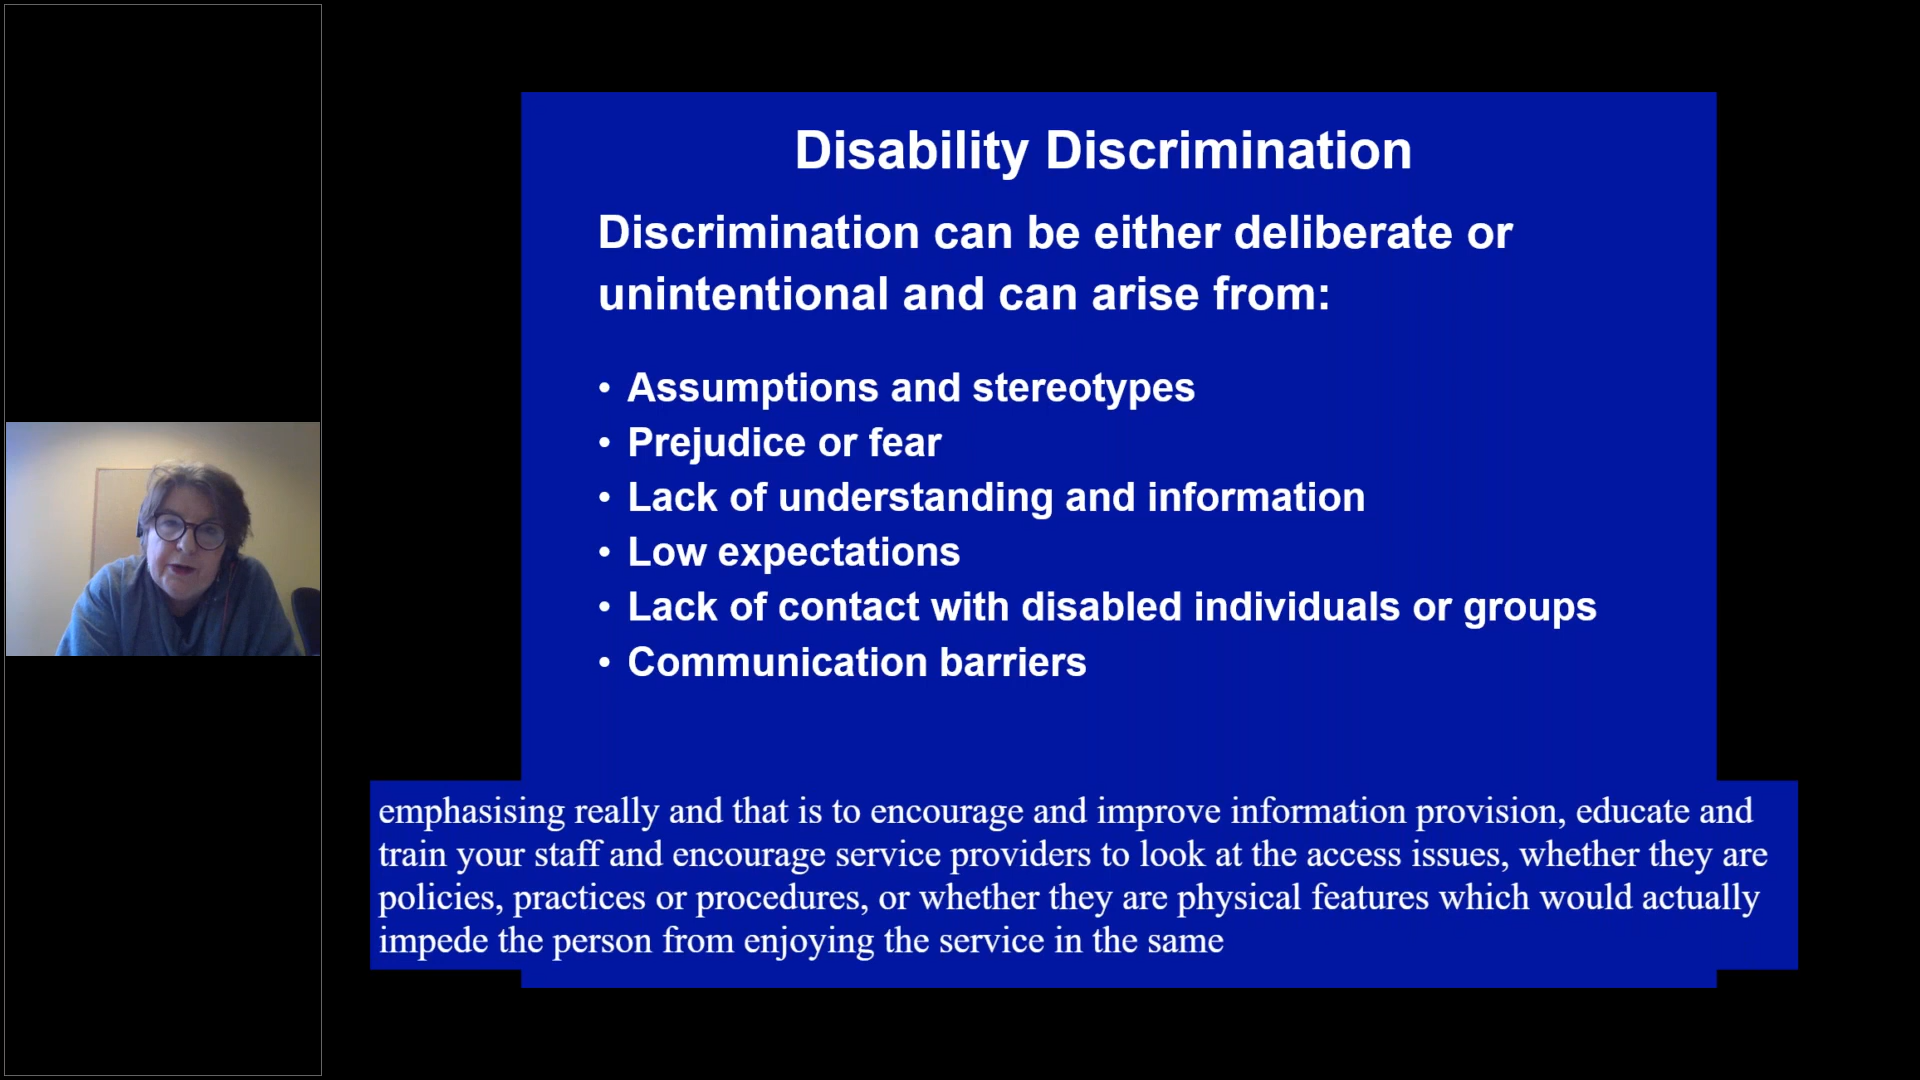 Disability Discrimination
Discrimination can be either deliberate or
unintentional and can arise from:
• Assumptions and stereotypes
• Prejudice or fear
• Lack of understanding and information
• Low expectations
• Lack of contact with disabled individuals or groups
• Communication barriers
emphasising really and that is to encourage and improve information provision, educate and
train your staff and encourage service providers to look at the access issues, whether they are
policies, practices or procedures, or whether they are physical features which would actually
impede the person from enjoying the service in the same